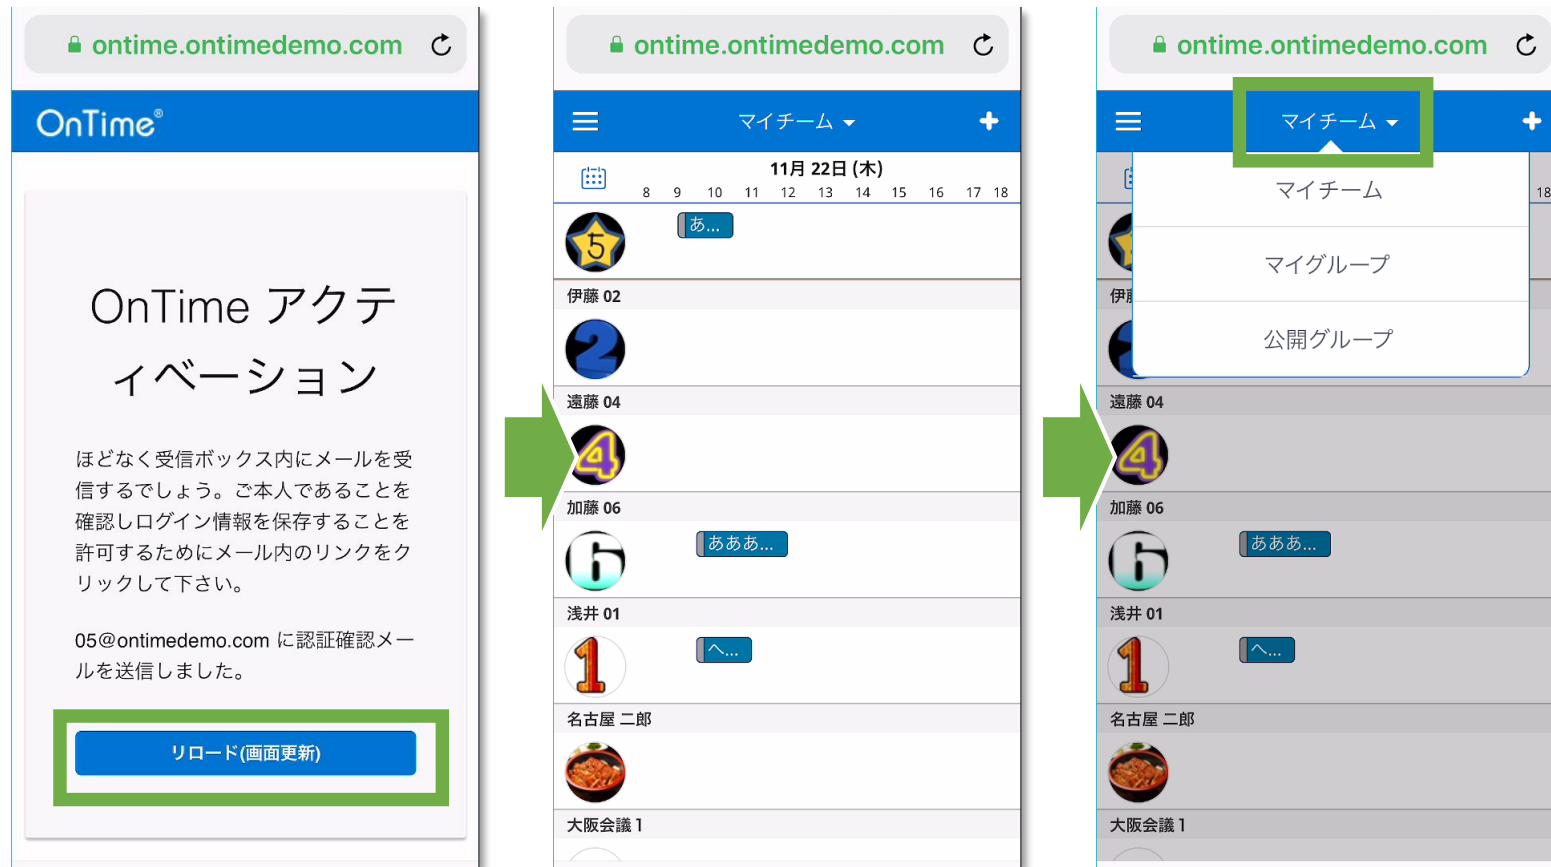 ontime.ontimedemo.com
OnTime®
OnTime アクテ
ィベーション
ほどなく受信ボックス内にメールを受
信するでしょう。ご本人であることを
確認しログイン情報を保存することを
許可するためにメール内のリンクをク
リックして下さい。
05@ontimedemo.com に認証確認メー
ルを送信しました。
リロード(画面更新)
ontime.ontimedemo.com
マイチーム
11月 22日 (木)
8 9 10 11 12 13 14 15 16 17 18
5
あ...
伊藤 02
2
遠藤 04
4
加藤 06
6
あああ...
浅井 01
1
へ...
名古屋 二郎
大阪会議 1
ontime.ontimedemo.com
マイチーム
マイチーム
18
マイグループ
伊
公開グループ
遠藤 04
4
加藤 06
6
あああ...
浅井 01
1
へ...
名古屋 二郎
大阪会議 1